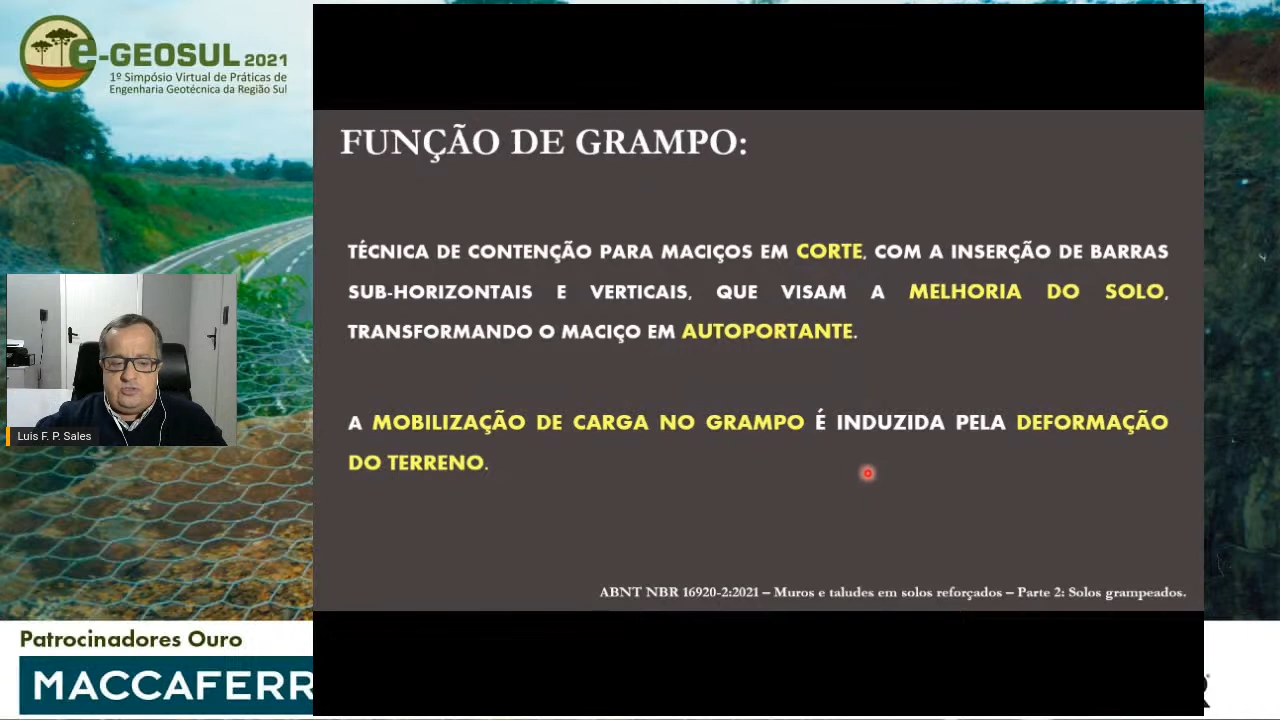 e-GEOSUL 2021
1º Simpósio Virtual de Práticas de
Engenharia Geotécnica da Região Sul
FUNÇÃO DE GRAMPO:
TÉCNICA DE CONTENÇÃO PARA MACIÇOS EM CORTE, COM A INSERÇÃO DE BARRAS
SUB-HORIZONTAIS E VERTICAIS, QUE VISAM A MELHORIA DO SOLO,
TRANSFORMANDO O MACIÇO EM AUTOPORTANTE.
A MOBILIZAÇÃO DE CARGA NO GRAMPO É INDUZIDA PELA DEFORMAÇÃO
DO TERRENO.
ABNT NBR 16920-2:2021 – Muros e taludes em solos reforçados – Parte 2: Solos grampeados.
Luis F. P. Sales
Patrocinadores Ouro
MACCAFERR